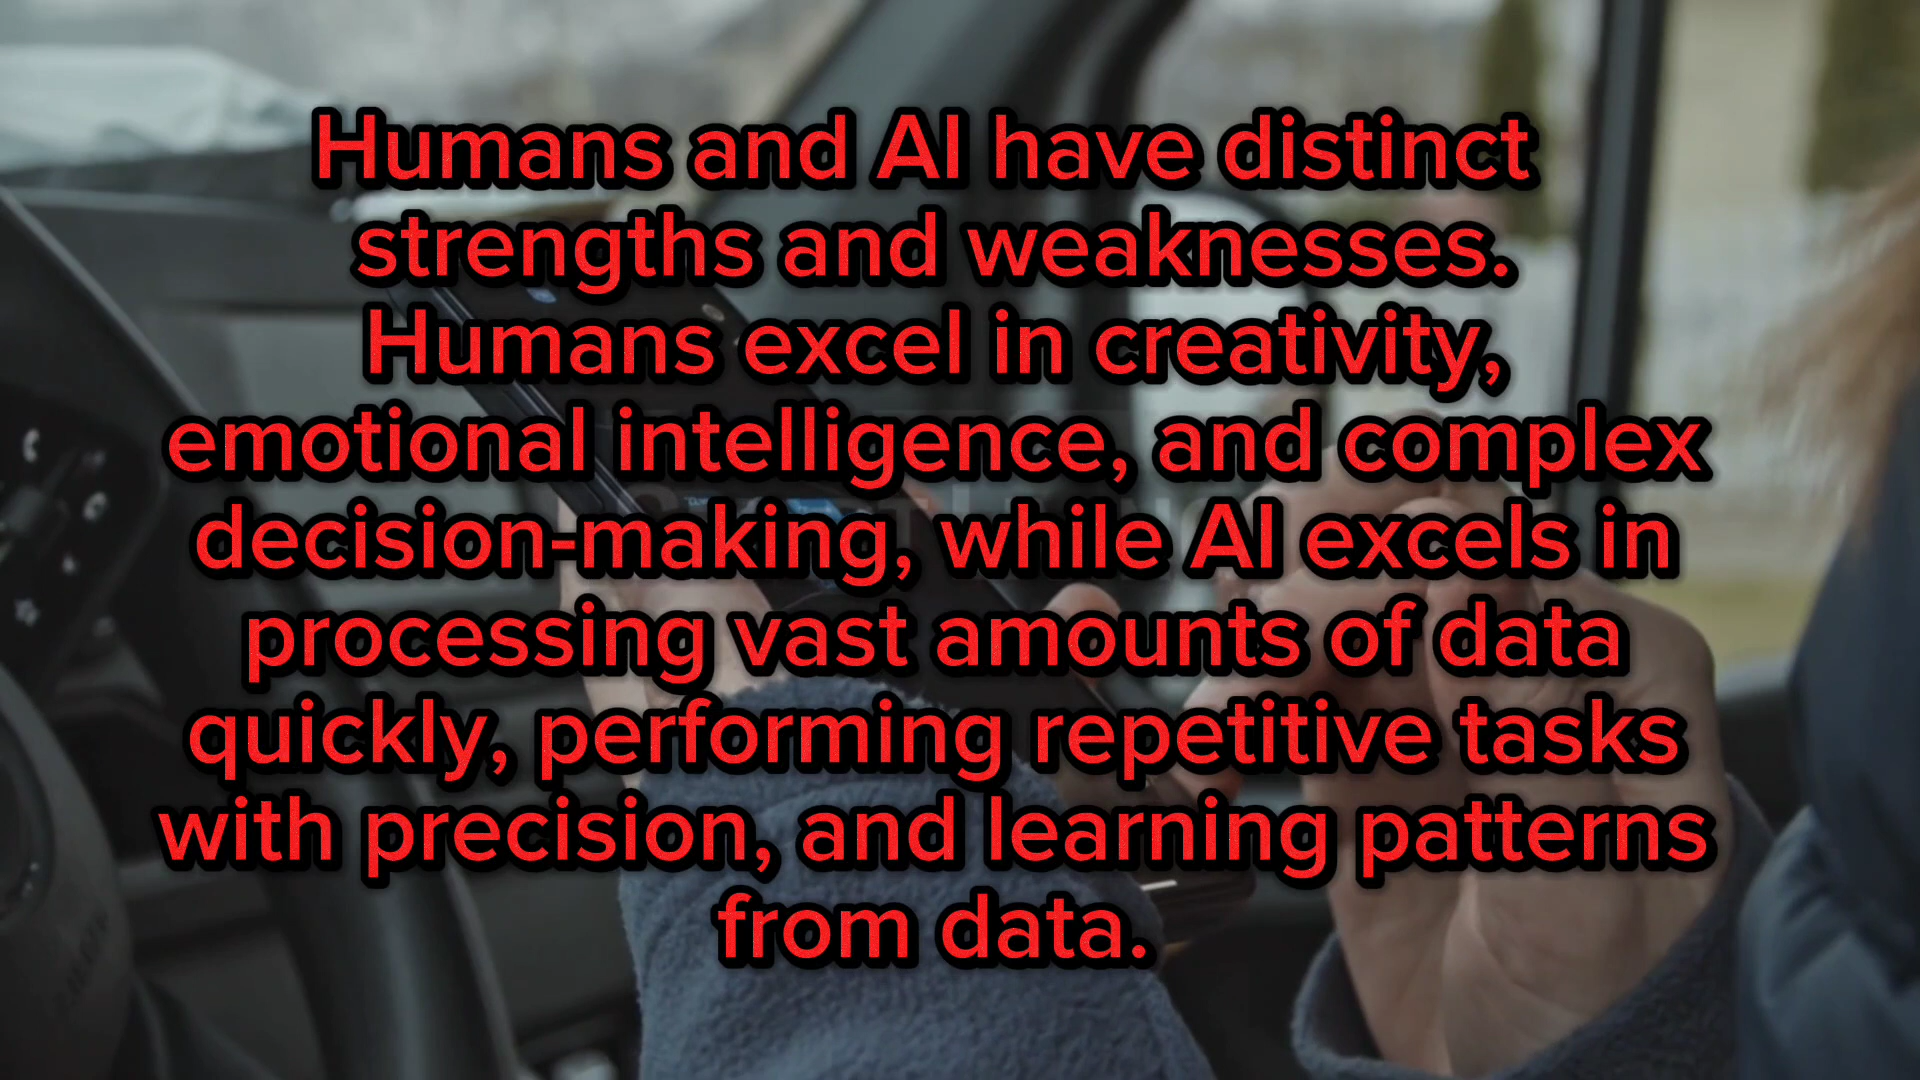 Humans and AI have distinct
strengths and weaknesses.
Humans excel in creativity,
emotional intelligence, and complex
decision-making, while AI excels in
processing vast amounts of data
quickly, performing repetitive tasks
with precision, and learning patterns
from data.